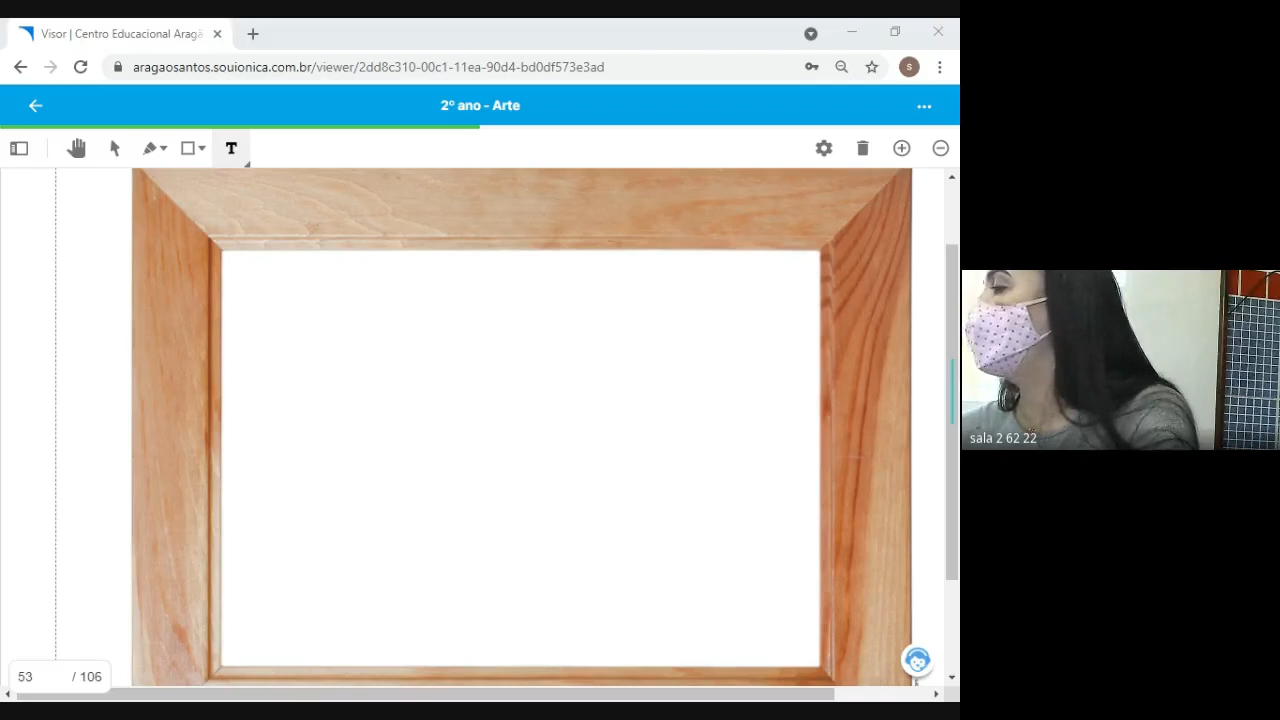 Visor | Centro Educacional Aragã
aragaosantos.souionica.com.br/viewer/2dd8c310-00c1-11ea-90d4-bd0df573e3ad
s
2º ano - Arte
T
53 / 106
sala 2 62 22